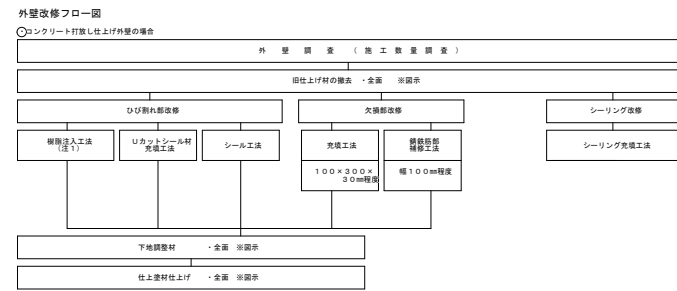 外壁改修フロー図
⊙コンクリート打放し仕上げ外壁の場合
外 壁 調 査 （ 施 工 数 量 調 査 ）
旧仕上げ材の撤去 ・全面 ※図示
ひび割れ部改修
欠損部改修
シーリング改修
樹脂注入工法
（注１）
Ｕカットシール材
充填工法
シール工法
充填工法
錆鉄筋部
補修工法
シーリング充填工法
１００×３００×
３０㎜程度
幅１００㎜程度
下地調整材 ・全面 ※図示
仕上塗材仕上げ ・全面 ※図示